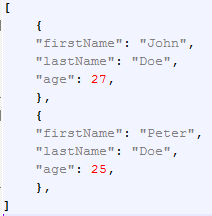 [
{
"firstName": "John",
"lastName": "Doe",
"age": 27,
},
{
"firstName": "Peter",
"lastName": "Doe",
"age": 25,
},
]